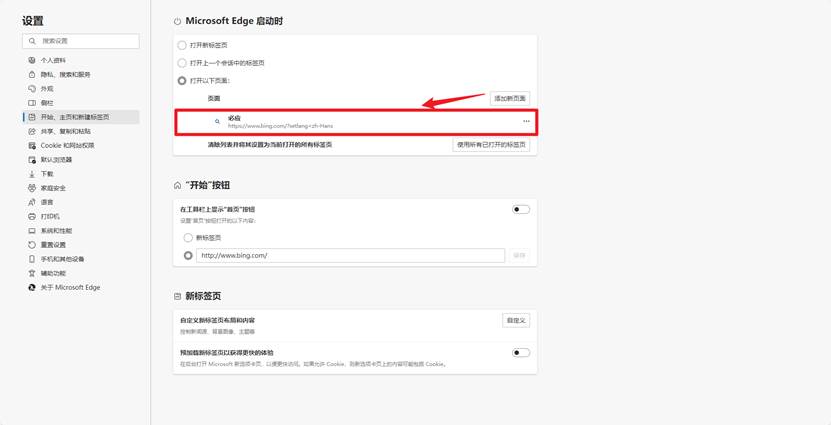 设置
搜索设置
个人资料
隐私、搜索和服务
外观
侧栏
开始、主页和新建标签页
共享、复制和粘贴
Cookie 和网站权限
默认浏览器
下载
家庭安全
语言
打印机
系统和性能
重置设置
手机和其他设备
辅助功能
关于 Microsoft Edge
Microsoft Edge 启动时
打开新标签页
打开上一个会话中的标签页
打开以下页面:
页面
添加新页面
必应
https://www.bing.com/?setlang=zh-Hans
清除列表并将其设置为当前打开的所有标签页
使用所有已打开的标签页
“开始”按钮
在工具栏上显示“首页”按钮
设置“首页”按钮打开的以下内容:
新标签页
http://www.bing.com/
保存
新标签页
自定义新标签页布局和内容
自定义
控制新闻源、背景图像、主题等
预加载新标签页以获得更快的体验
在后台打开 Microsoft 新选项卡页，以便更快访问。如果允许 Cookie，则新选项卡页上的内容可能包括 Cookie。